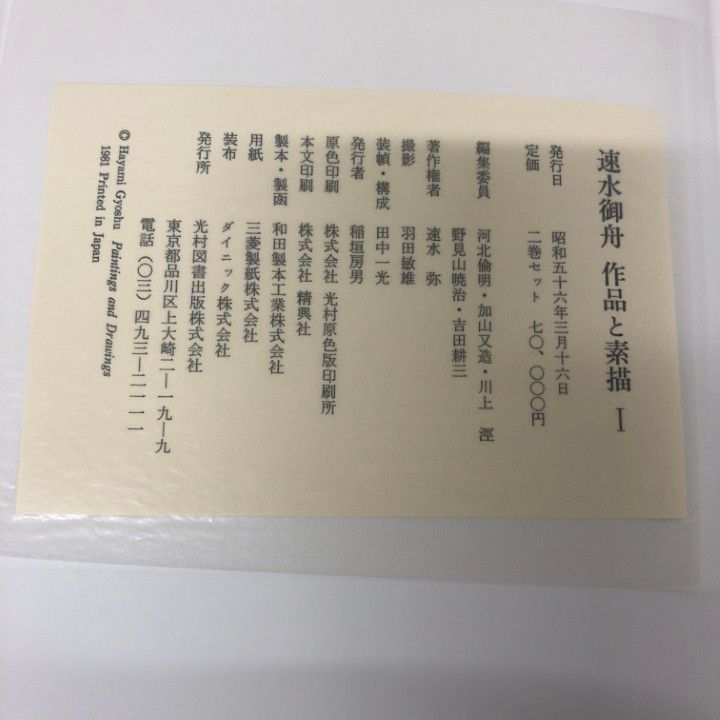 速水御舟 作品と素描 Ⅰ
発行日 昭和五十六年三月十六日
定価 二巻セット 七〇、〇〇〇円
編集委員 河北倫明・加山又造・川上 涇
野見山暁治・吉田耕三
著作権者 速水 弥
撮影 羽田敏雄
装幀・構成 田中一光
発行者 稲垣房男
原色印刷 株式会社 光村原色版印刷所
本文印刷 株式会社 精興社
製本・製函 和田製本工業株式会社
用紙 三菱製紙株式会社
装布 ダイニック株式会社
発行所 光村図書出版株式会社
東京都品川区上大崎二―一九―九
電話(〇三)四九三―二一一一
© Hayami Gyoshu Paintings and Drawings
1981 Printed in Japan